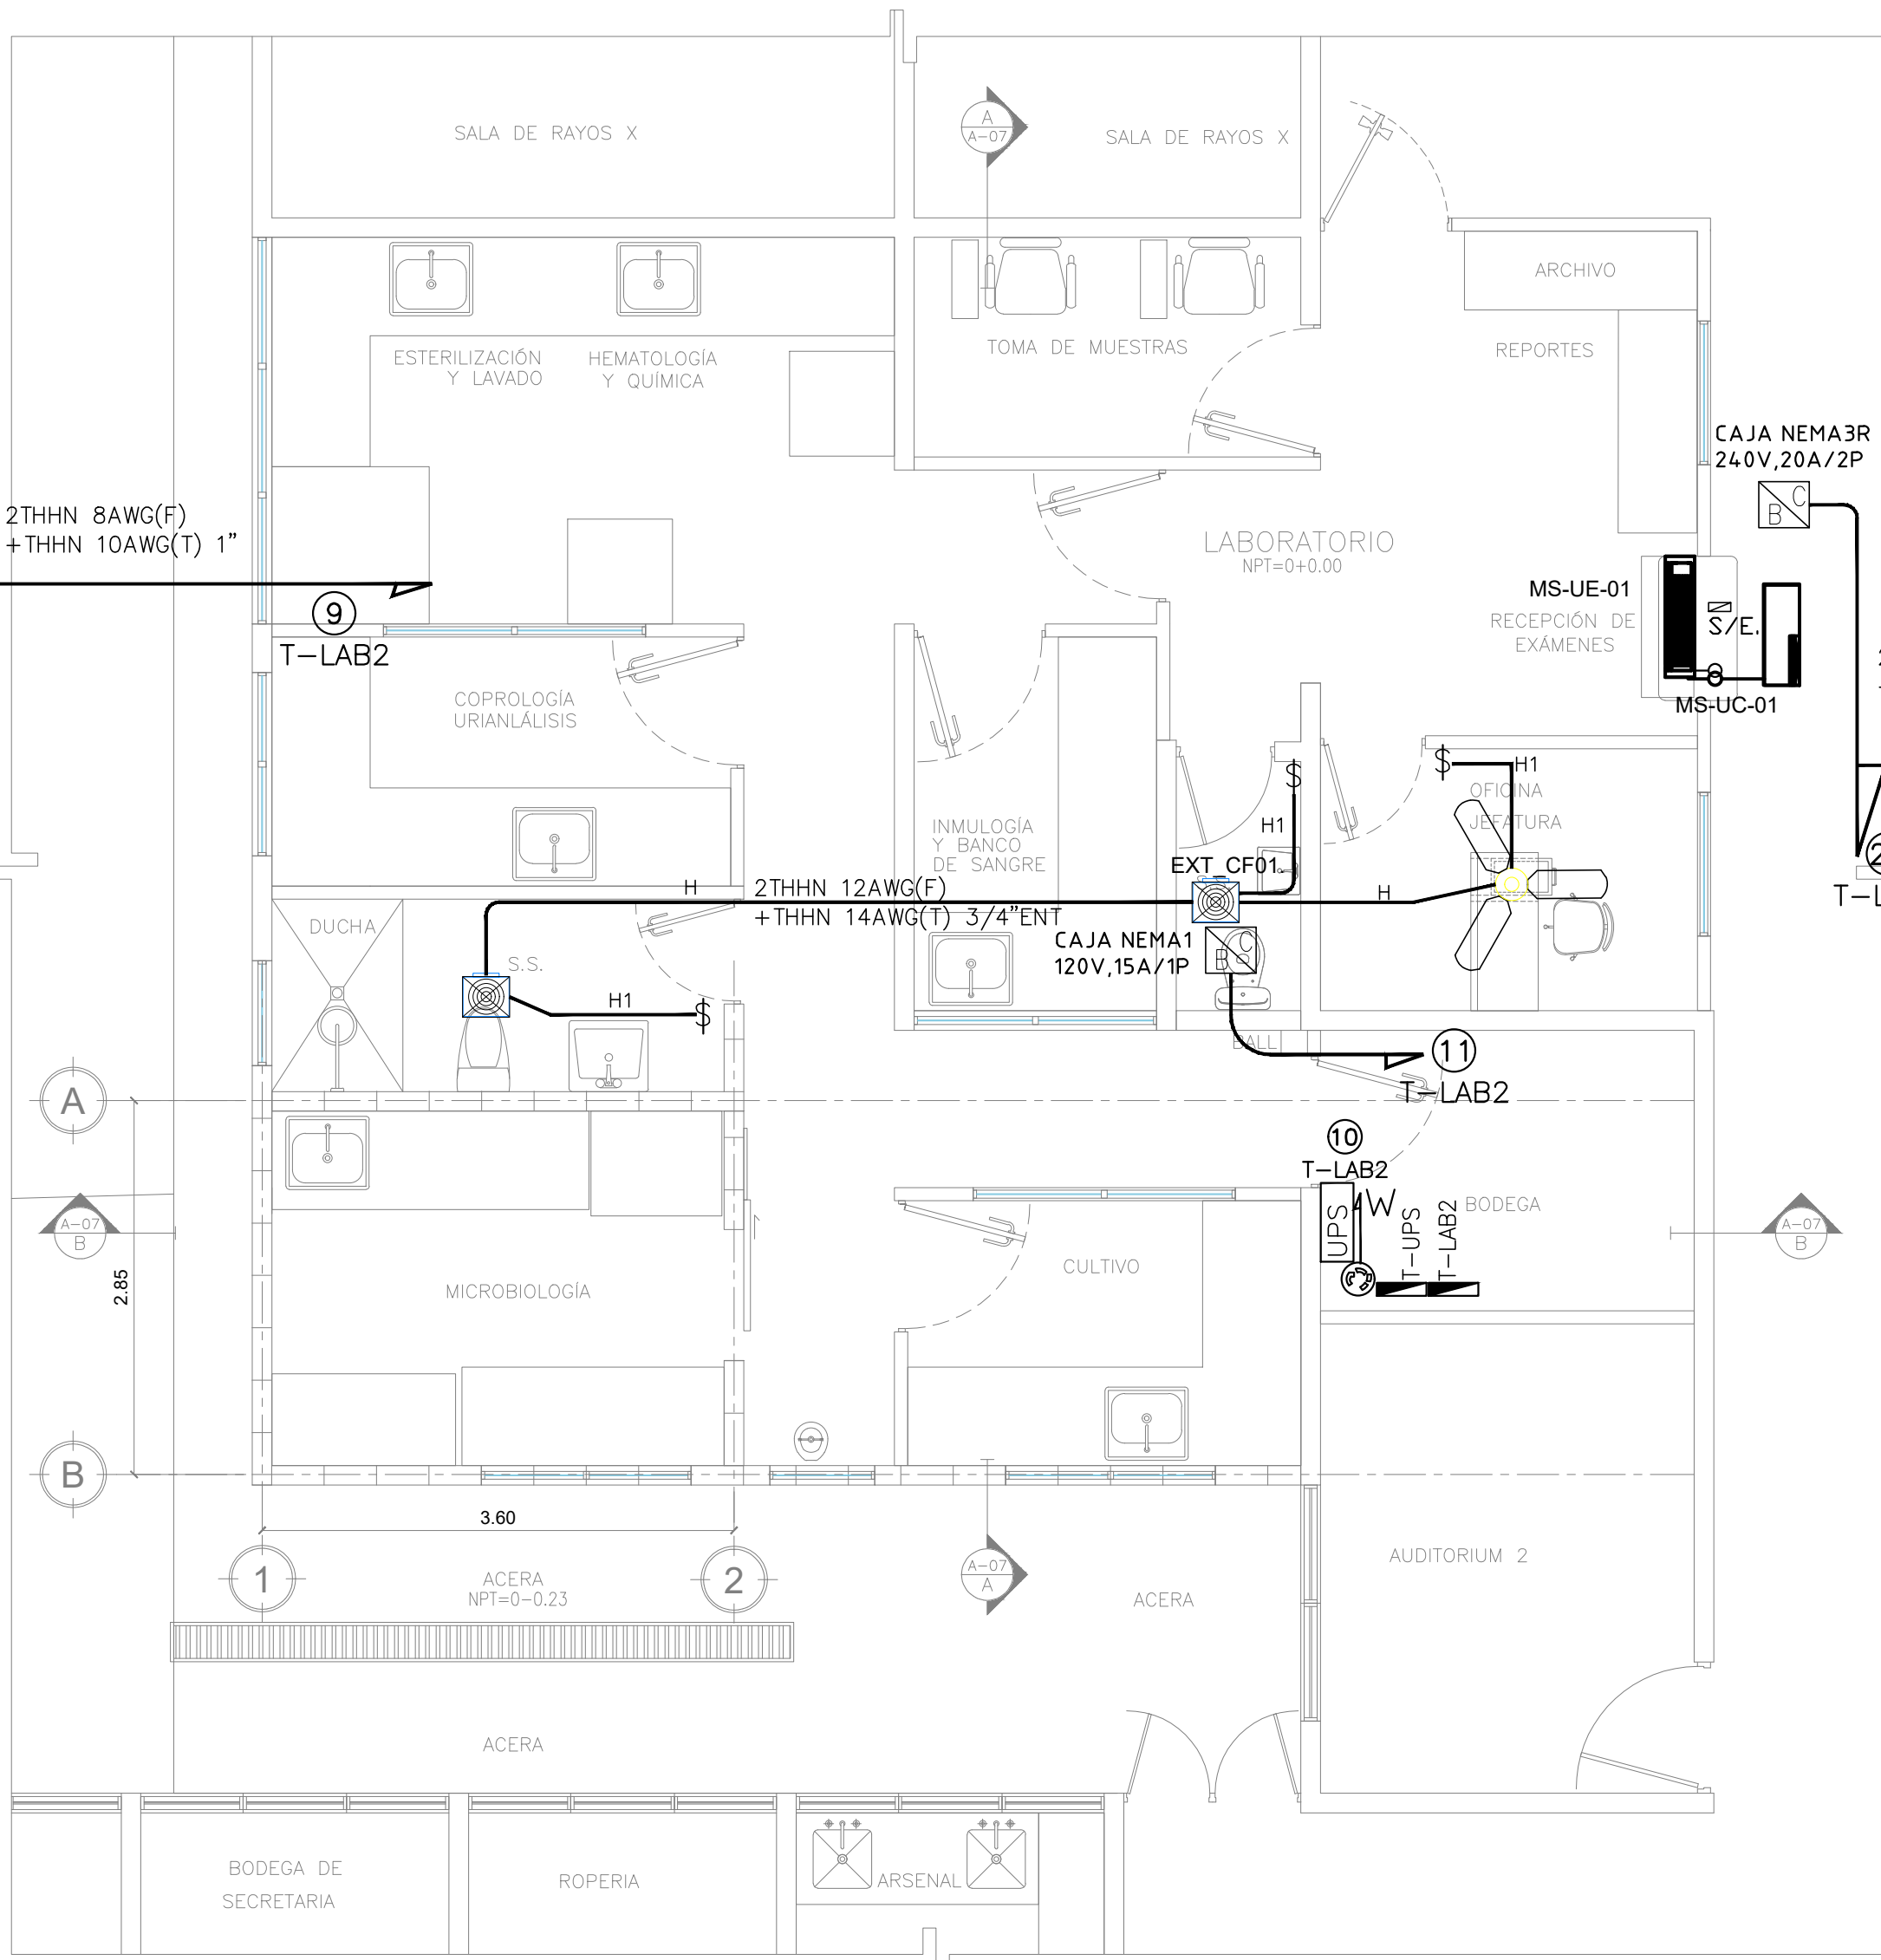 SALA DE RAYOS X
A
A-07
SALA DE RAYOS X
ARCHIVO
ESTERILIZACIÓN
Y LAVADO
HEMATOLOGÍA
Y QUÍMICA
TOMA DE MUESTRAS
REPORTES
CAJA NEMA3R
240V,20A/2P
C
B
2THHN 8AWG(F)
+THHN 10AWG(T) 1"
LABORATORIO
NPT=0+0.00
9
T-LAB2
MS-UE-01
RECEPCIÓN DE
EXÁMENES
S/E.
MS-UC-01
COPROLOGÍA
URIANLÁLISIS
$
H1
$
H1
OFICINA
JEFATURA
INMULOGÍA
Y BANCO
DE SANGRE
EXT CF01
H
2THHN 12AWG(F)
+THHN 14AWG(T) 3/4"ENT
H
CAJA NEMA1
120V,15A/1P
C
B
DUCHA
S.S.
H1
$
BALL
11
T-LAB2
A
10
T-LAB2
UPS
W
T-UPS
T-LAB2
BODEGA
A-07
B
A-07
B
2.85
MICROBIOLOGÍA
CULTIVO
B
3.60
1
2
ACERA
NPT=0-0.23
A-07
A
ACERA
AUDITORIUM 2
ACERA
BODEGA DE
SECRETARIA
ROPERIA
ARSENAL